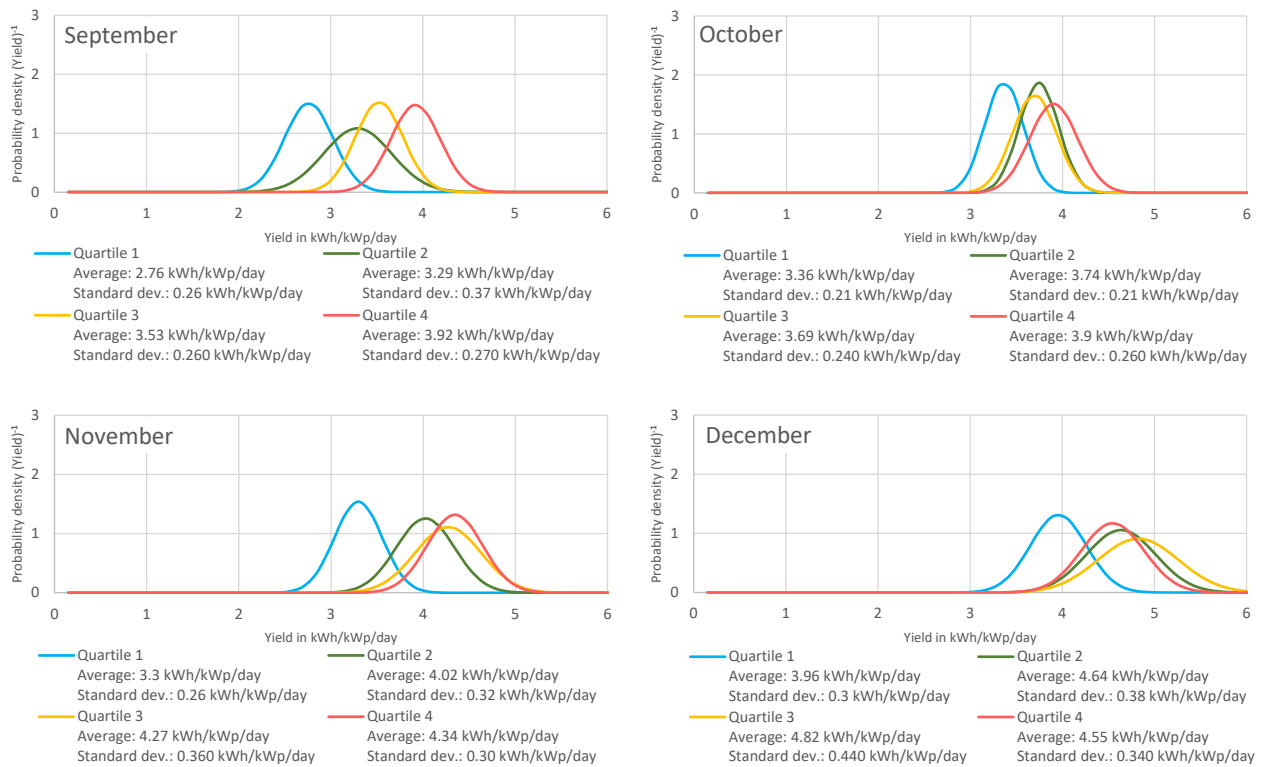 September
Probability density (Yield)⁻¹
3
2
1
0
0 1 2 3 4 5 6
Yield in kWh/kWp/day
Quartile 1
Average: 2.76 kWh/kWp/day
Standard dev.: 0.26 kWh/kWp/day
Quartile 2
Average: 3.29 kWh/kWp/day
Standard dev.: 0.37 kWh/kWp/day
Quartile 3
Average: 3.53 kWh/kWp/day
Standard dev.: 0.260 kWh/kWp/day
Quartile 4
Average: 3.92 kWh/kWp/day
Standard dev.: 0.270 kWh/kWp/day
October
Probability density (Yield)⁻¹
3
2
1
0
0 1 2 3 4 5 6
Yield in kWh/kWp/day
Quartile 1
Average: 3.36 kWh/kWp/day
Standard dev.: 0.21 kWh/kWp/day
Quartile 2
Average: 3.74 kWh/kWp/day
Standard dev.: 0.21 kWh/kWp/day
Quartile 3
Average: 3.69 kWh/kWp/day
Standard dev.: 0.240 kWh/kWp/day
Quartile 4
Average: 3.9 kWh/kWp/day
Standard dev.: 0.260 kWh/kWp/day
November
Probability density (Yield)⁻¹
3
2
1
0
0 1 2 3 4 5 6
Yield in kWh/kWp/day
Quartile 1
Average: 3.3 kWh/kWp/day
Standard dev.: 0.26 kWh/kWp/day
Quartile 2
Average: 4.02 kWh/kWp/day
Standard dev.: 0.32 kWh/kWp/day
Quartile 3
Average: 4.27 kWh/kWp/day
Standard dev.: 0.360 kWh/kWp/day
Quartile 4
Average: 4.34 kWh/kWp/day
Standard dev.: 0.30 kWh/kWp/day
December
Probability density (Yield)⁻¹
3
2
1
0
0 1 2 3 4 5 6
Yield in kWh/kWp/day
Quartile 1
Average: 3.96 kWh/kWp/day
Standard dev.: 0.3 kWh/kWp/day
Quartile 2
Average: 4.64 kWh/kWp/day
Standard dev.: 0.38 kWh/kWp/day
Quartile 3
Average: 4.82 kWh/kWp/day
Standard dev.: 0.440 kWh/kWp/day
Quartile 4
Average: 4.55 kWh/kWp/day
Standard dev.: 0.340 kWh/kWp/day